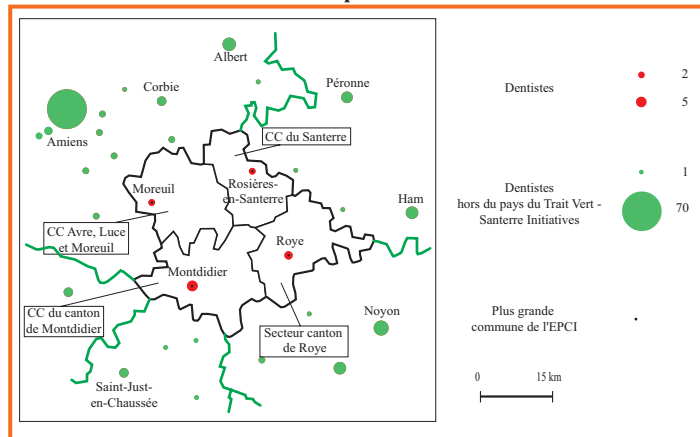 Albert
Corbie
Péronne
Amiens
CC du Santerre
Moreuil
Rosières-
en-Santerre
Ham
CC Avre, Luce
et Moreuil
Roye
Montdidier
CC du canton
de Montdidier
Secteur canton
de Roye
Noyon
Saint-Just-
en-Chaussée
Dentistes
2
5
Dentistes
hors du pays du Trait Vert -
Santerre Initiatives
1
70
Plus grande
commune de l'EPCI
0
15 km